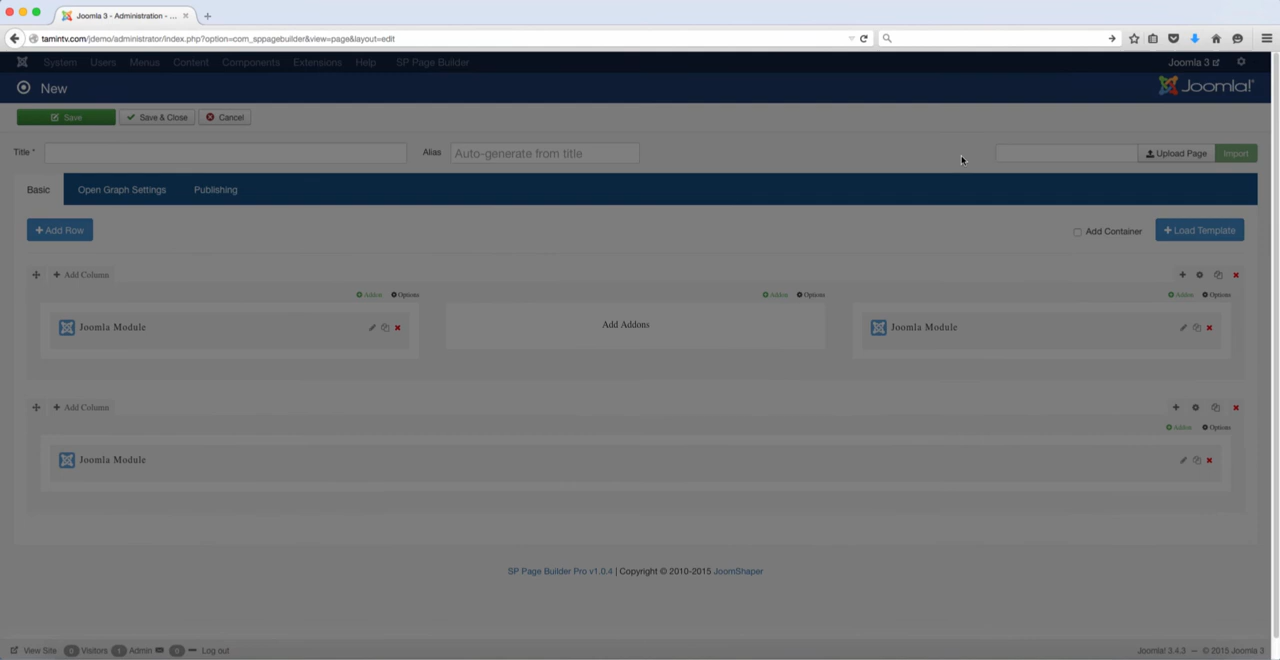 Joomla 3 - Administration - ...
tamintv.com/jdemo/administrator/index.php?option=com_sppagebuilder&view=page&layout=edit
System Users Menus Content Components Extensions Help SP Page Builder Joomla 3
New Joomla!
Save Save & Close Cancel
Title * Alias Auto-generate from title Upload Page Import
Basic Open Graph Settings Publishing
+ Add Row Add Container + Load Template
+ Add Column
Addon Options Addon Options Addon Options
Joomla Module Add Addons Joomla Module
+ Add Column
Addon Options
Joomla Module
SP Page Builder Pro v1.0.4 | Copyright © 2010-2015 JoomShaper
View Site 0 Visitors 1 Admin 0 Log out Joomla! 3.4.3 — © 2015 Joomla 3